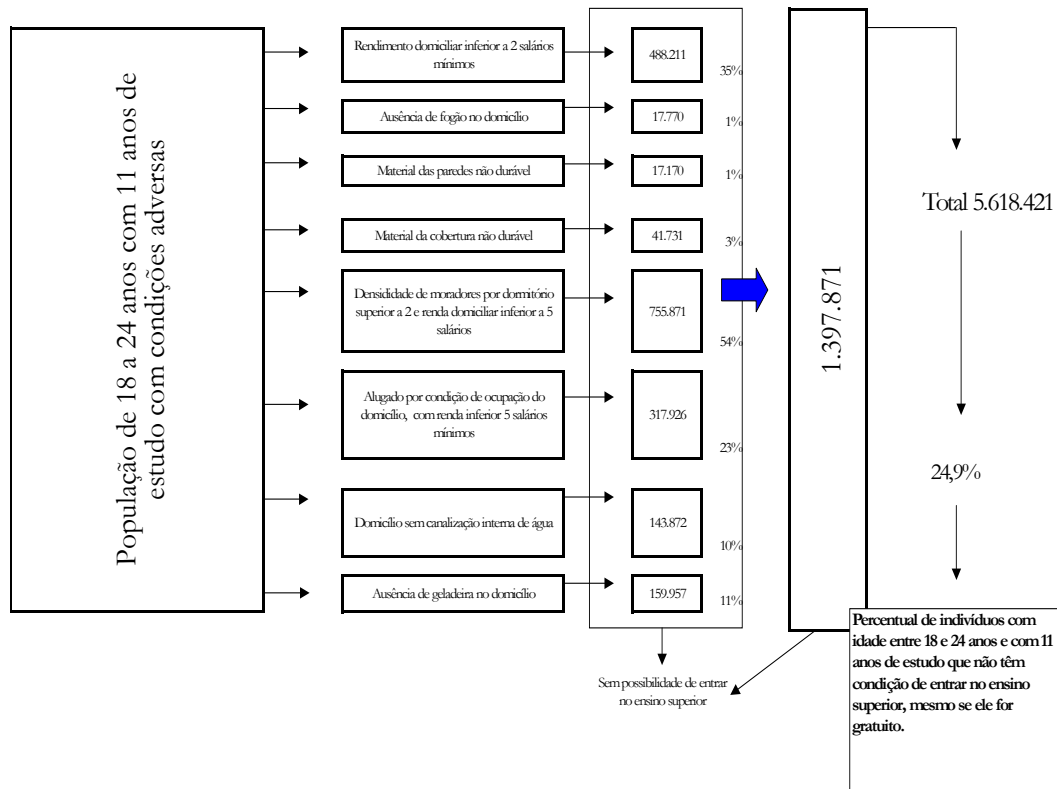 População de 18 a 24 anos com 11 anos de
estudo com condições adversas
Rendimento domiciliar inferior a 2 salários
mínimos
488.211
35%
Ausência de fogão no domicílio
17.770
1%
Material das paredes não durável
17.170
1%
Material da cobertura não durável
41.731
3%
Densididade de moradores por dormitório
superior a 2 e renda domiciliar inferior a 5
salários
755.871
54%
Alugado por condição de ocupação do
domicílio, com renda inferior 5 salários
mínimos
317.926
23%
Domicílio sem canalização interna de água
143.872
10%
Ausência de geladeira no domicílio
159.957
11%
Sem possibilidade de entrar
no ensino superior
1.397.871
Total 5.618.421
24,9%
Percentual de indivíduos com
idade entre 18 e 24 anos e com 11
anos de estudo que não têm
condição de entrar no ensino
superior, mesmo se ele for
gratuito.